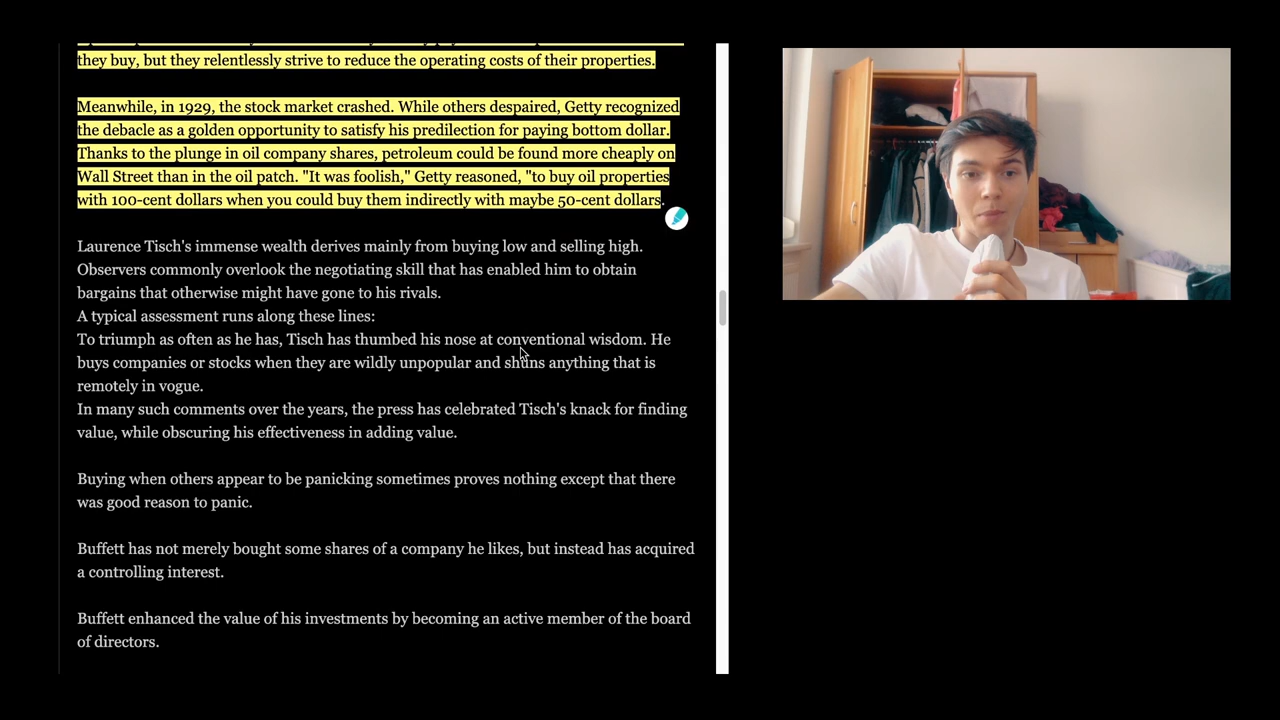 they buy, but they relentlessly strive to reduce the operating costs of their properties.
Meanwhile, in 1929, the stock market crashed. While others despaired, Getty recognized
the debacle as a golden opportunity to satisfy his predilection for paying bottom dollar.
Thanks to the plunge in oil company shares, petroleum could be found more cheaply on
Wall Street than in the oil patch. "It was foolish," Getty reasoned, "to buy oil properties
with 100-cent dollars when you could buy them indirectly with maybe 50-cent dollars.
Laurence Tisch's immense wealth derives mainly from buying low and selling high.
Observers commonly overlook the negotiating skill that has enabled him to obtain
bargains that otherwise might have gone to his rivals.
A typical assessment runs along these lines:
To triumph as often as he has, Tisch has thumbed his nose at conventional wisdom. He
buys companies or stocks when they are wildly unpopular and shuns anything that is
remotely in vogue.
In many such comments over the years, the press has celebrated Tisch's knack for finding
value, while obscuring his effectiveness in adding value.
Buying when others appear to be panicking sometimes proves nothing except that there
was good reason to panic.
Buffett has not merely bought some shares of a company he likes, but instead has acquired
a controlling interest.
Buffett enhanced the value of his investments by becoming an active member of the board
of directors.